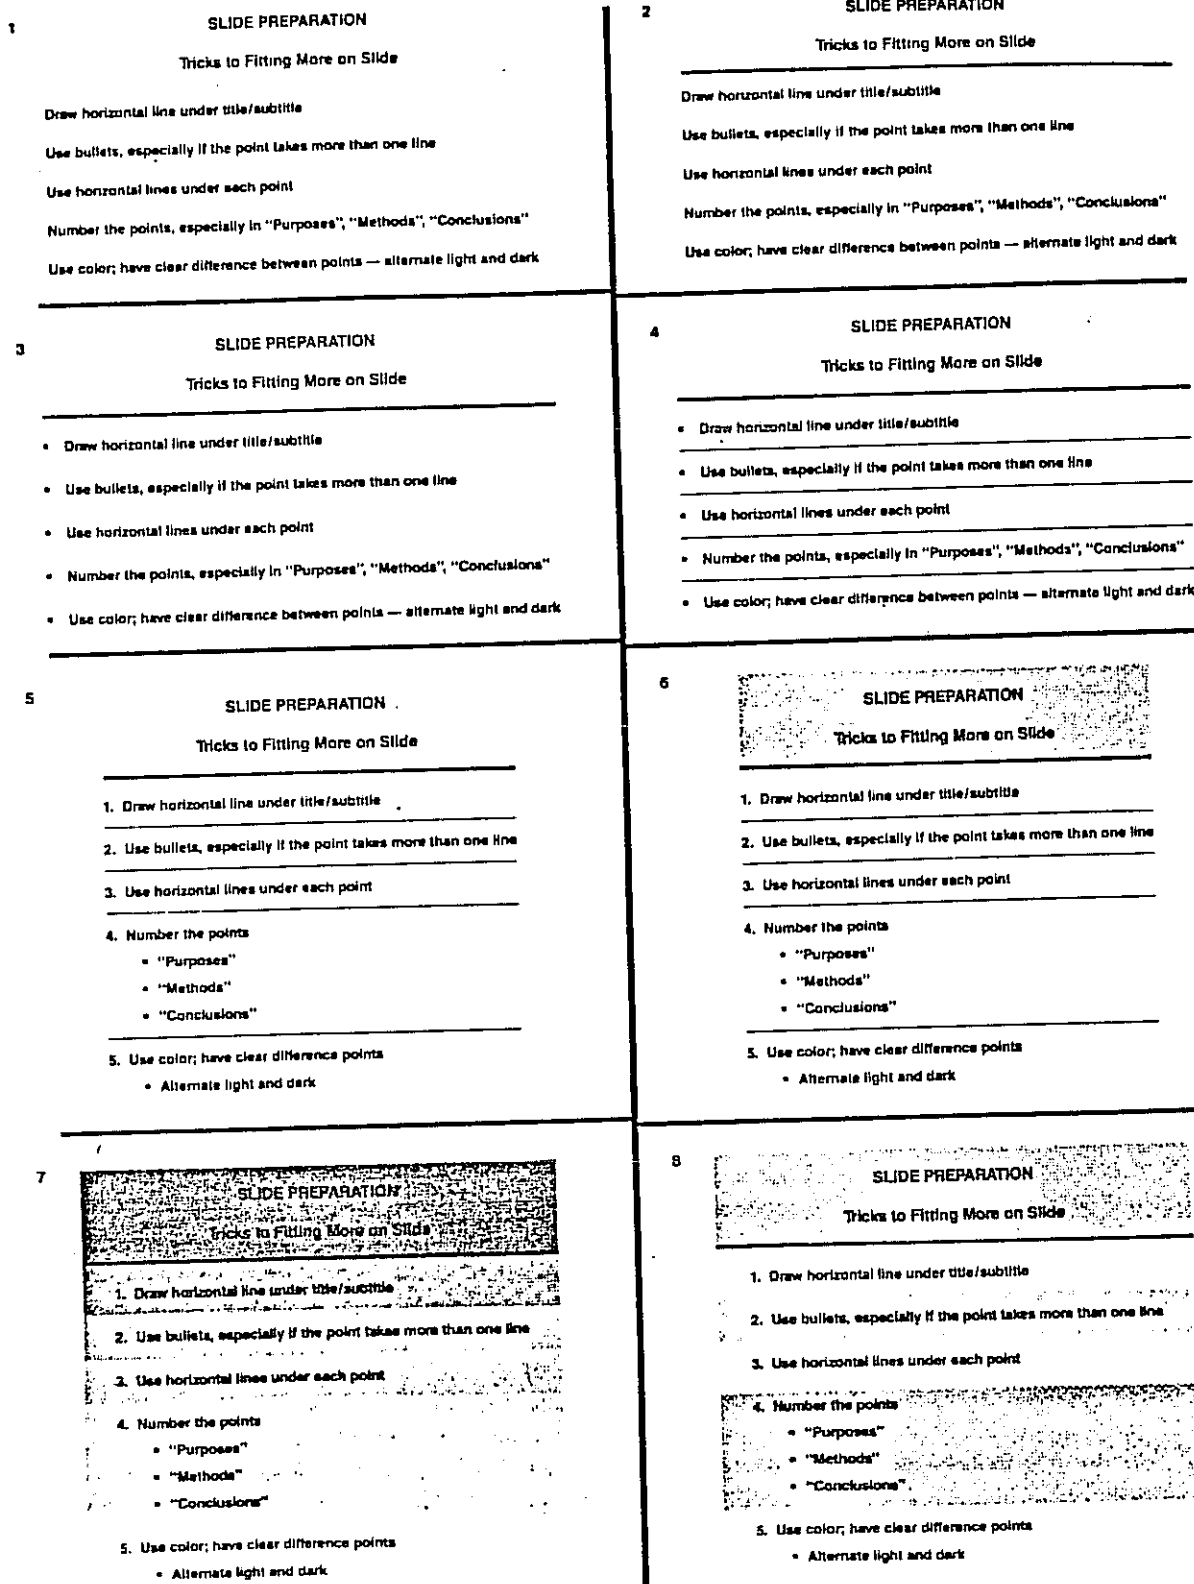 1
SLIDE PREPARATION
Tricks to Fitting More on Slide
Draw horizontal line under title/subtitle
Use bullets, especially if the point takes more than one line
Use horizontal lines under each point
Number the points, especially in "Purposes", "Methods", "Conclusions"
Use color; have clear difference between points — alternate light and dark
2
SLIDE PREPARATION
Tricks to Fitting More on Slide
Draw horizontal line under title/subtitle
Use bullets, especially if the point takes more than one line
Use horizontal lines under each point
Number the points, especially in "Purposes", "Methods", "Conclusions"
Use color; have clear difference between points — alternate light and dark
3
SLIDE PREPARATION
Tricks to Fitting More on Slide
• Draw horizontal line under title/subtitle
• Use bullets, especially if the point takes more than one line
• Use horizontal lines under each point
• Number the points, especially in "Purposes", "Methods", "Conclusions"
• Use color; have clear difference between points — alternate light and dark
4
SLIDE PREPARATION
Tricks to Fitting More on Slide
• Draw horizontal line under title/subtitle
• Use bullets, especially if the point takes more than one line
• Use horizontal lines under each point
• Number the points, especially in "Purposes", "Methods", "Conclusions"
• Use color; have clear difference between points — alternate light and dark
5
SLIDE PREPARATION
Tricks to Fitting More on Slide
1. Draw horizontal line under title/subtitle
2. Use bullets, especially if the point takes more than one line
3. Use horizontal lines under each point
4. Number the points
• "Purposes"
• "Methods"
• "Conclusions"
5. Use color; have clear difference points
• Alternate light and dark
6
SLIDE PREPARATION
Tricks to Fitting More on Slide
1. Draw horizontal line under title/subtitle
2. Use bullets, especially if the point takes more than one line
3. Use horizontal lines under each point
4. Number the points
• "Purposes"
• "Methods"
• "Conclusions"
5. Use color; have clear difference points
• Alternate light and dark
7
SLIDE PREPARATION
Tricks to Fitting More on Slide
1. Draw horizontal line under title/subtitle
2. Use bullets, especially if the point takes more than one line
3. Use horizontal lines under each point
4. Number the points
• "Purposes"
• "Methods"
• "Conclusions"
5. Use color; have clear difference points
• Alternate light and dark
8
SLIDE PREPARATION
Tricks to Fitting More on Slide
1. Draw horizontal line under title/subtitle
2. Use bullets, especially if the point takes more than one line
3. Use horizontal lines under each point
4. Number the points
• "Purposes"
• "Methods"
• "Conclusions"
5. Use color; have clear difference points
• Alternate light and dark